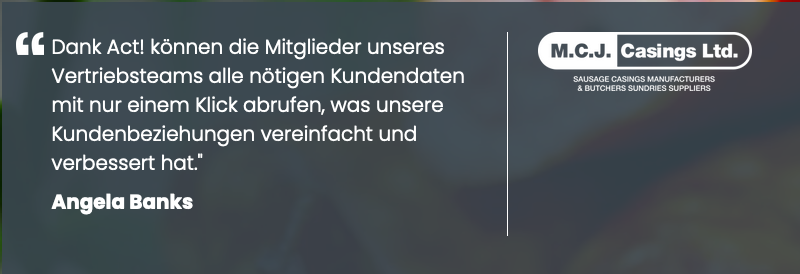 “ Dank Act! können die Mitglieder unseres
Vertriebsteams alle nötigen Kundendaten
mit nur einem Klick abrufen, was unsere
Kundenbeziehungen vereinfacht und
verbessert hat."
Angela Banks
M.C.J. Casings Ltd.
SAUSAGE CASINGS MANUFACTURERS
& BUTCHERS SUNDRIES SUPPLIERS